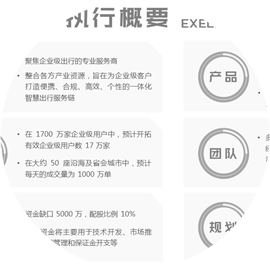 执行概要 EXEL
聚焦企业级出行的专业服务商
• 整合各方产业资源，旨在为企业级客户
打造便携、合规、高效、个性的一体化
智慧出行服务链
产品
• 在 1700 万家企业级用户中，预计开拓
有效企业级用户数 17 万家
• 在大约 50 座沿海及省会城市中，预计
每天的成交量为 1000 万单
团队
资金缺口 5000 万，配股比例 10%
资金将主要用于技术开发、市场推
管理和保证金开支等
规划